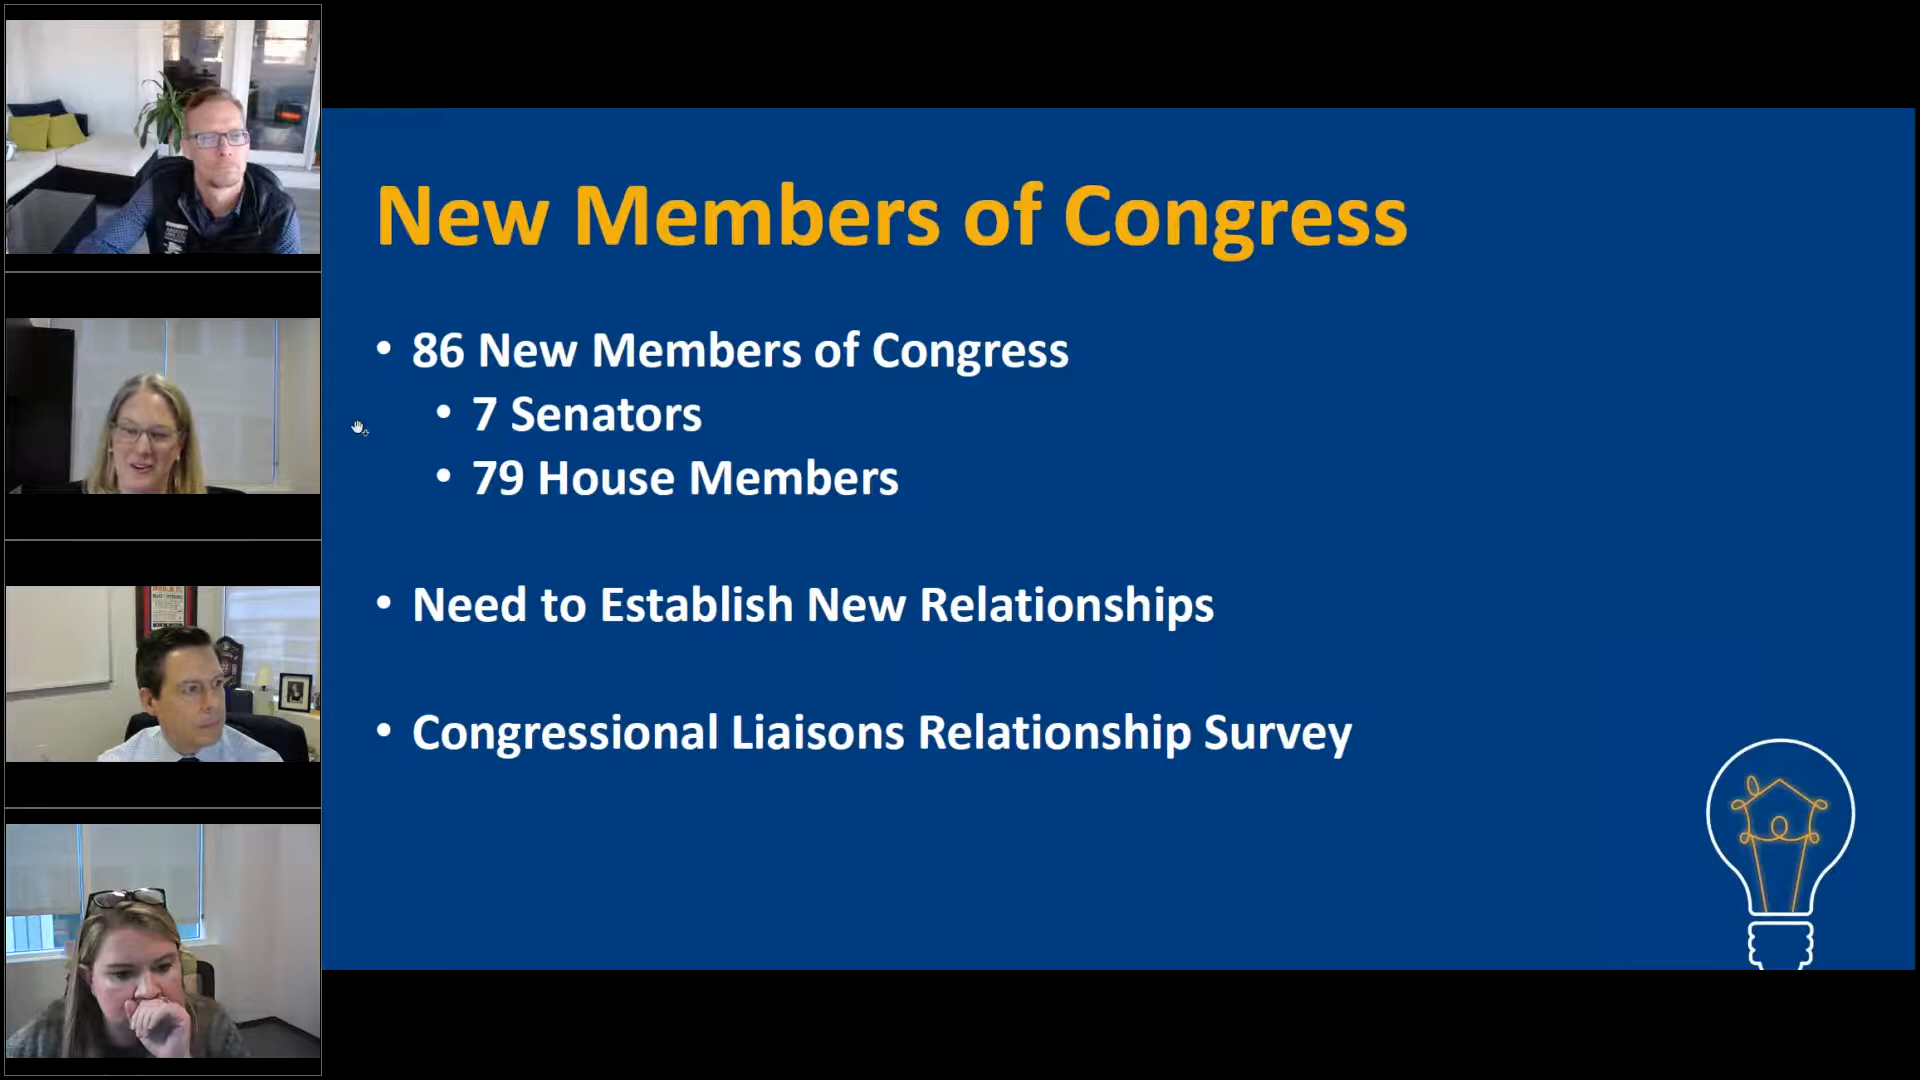 New Members of Congress
• 86 New Members of Congress
• 7 Senators
• 79 House Members
• Need to Establish New Relationships
• Congressional Liaisons Relationship Survey